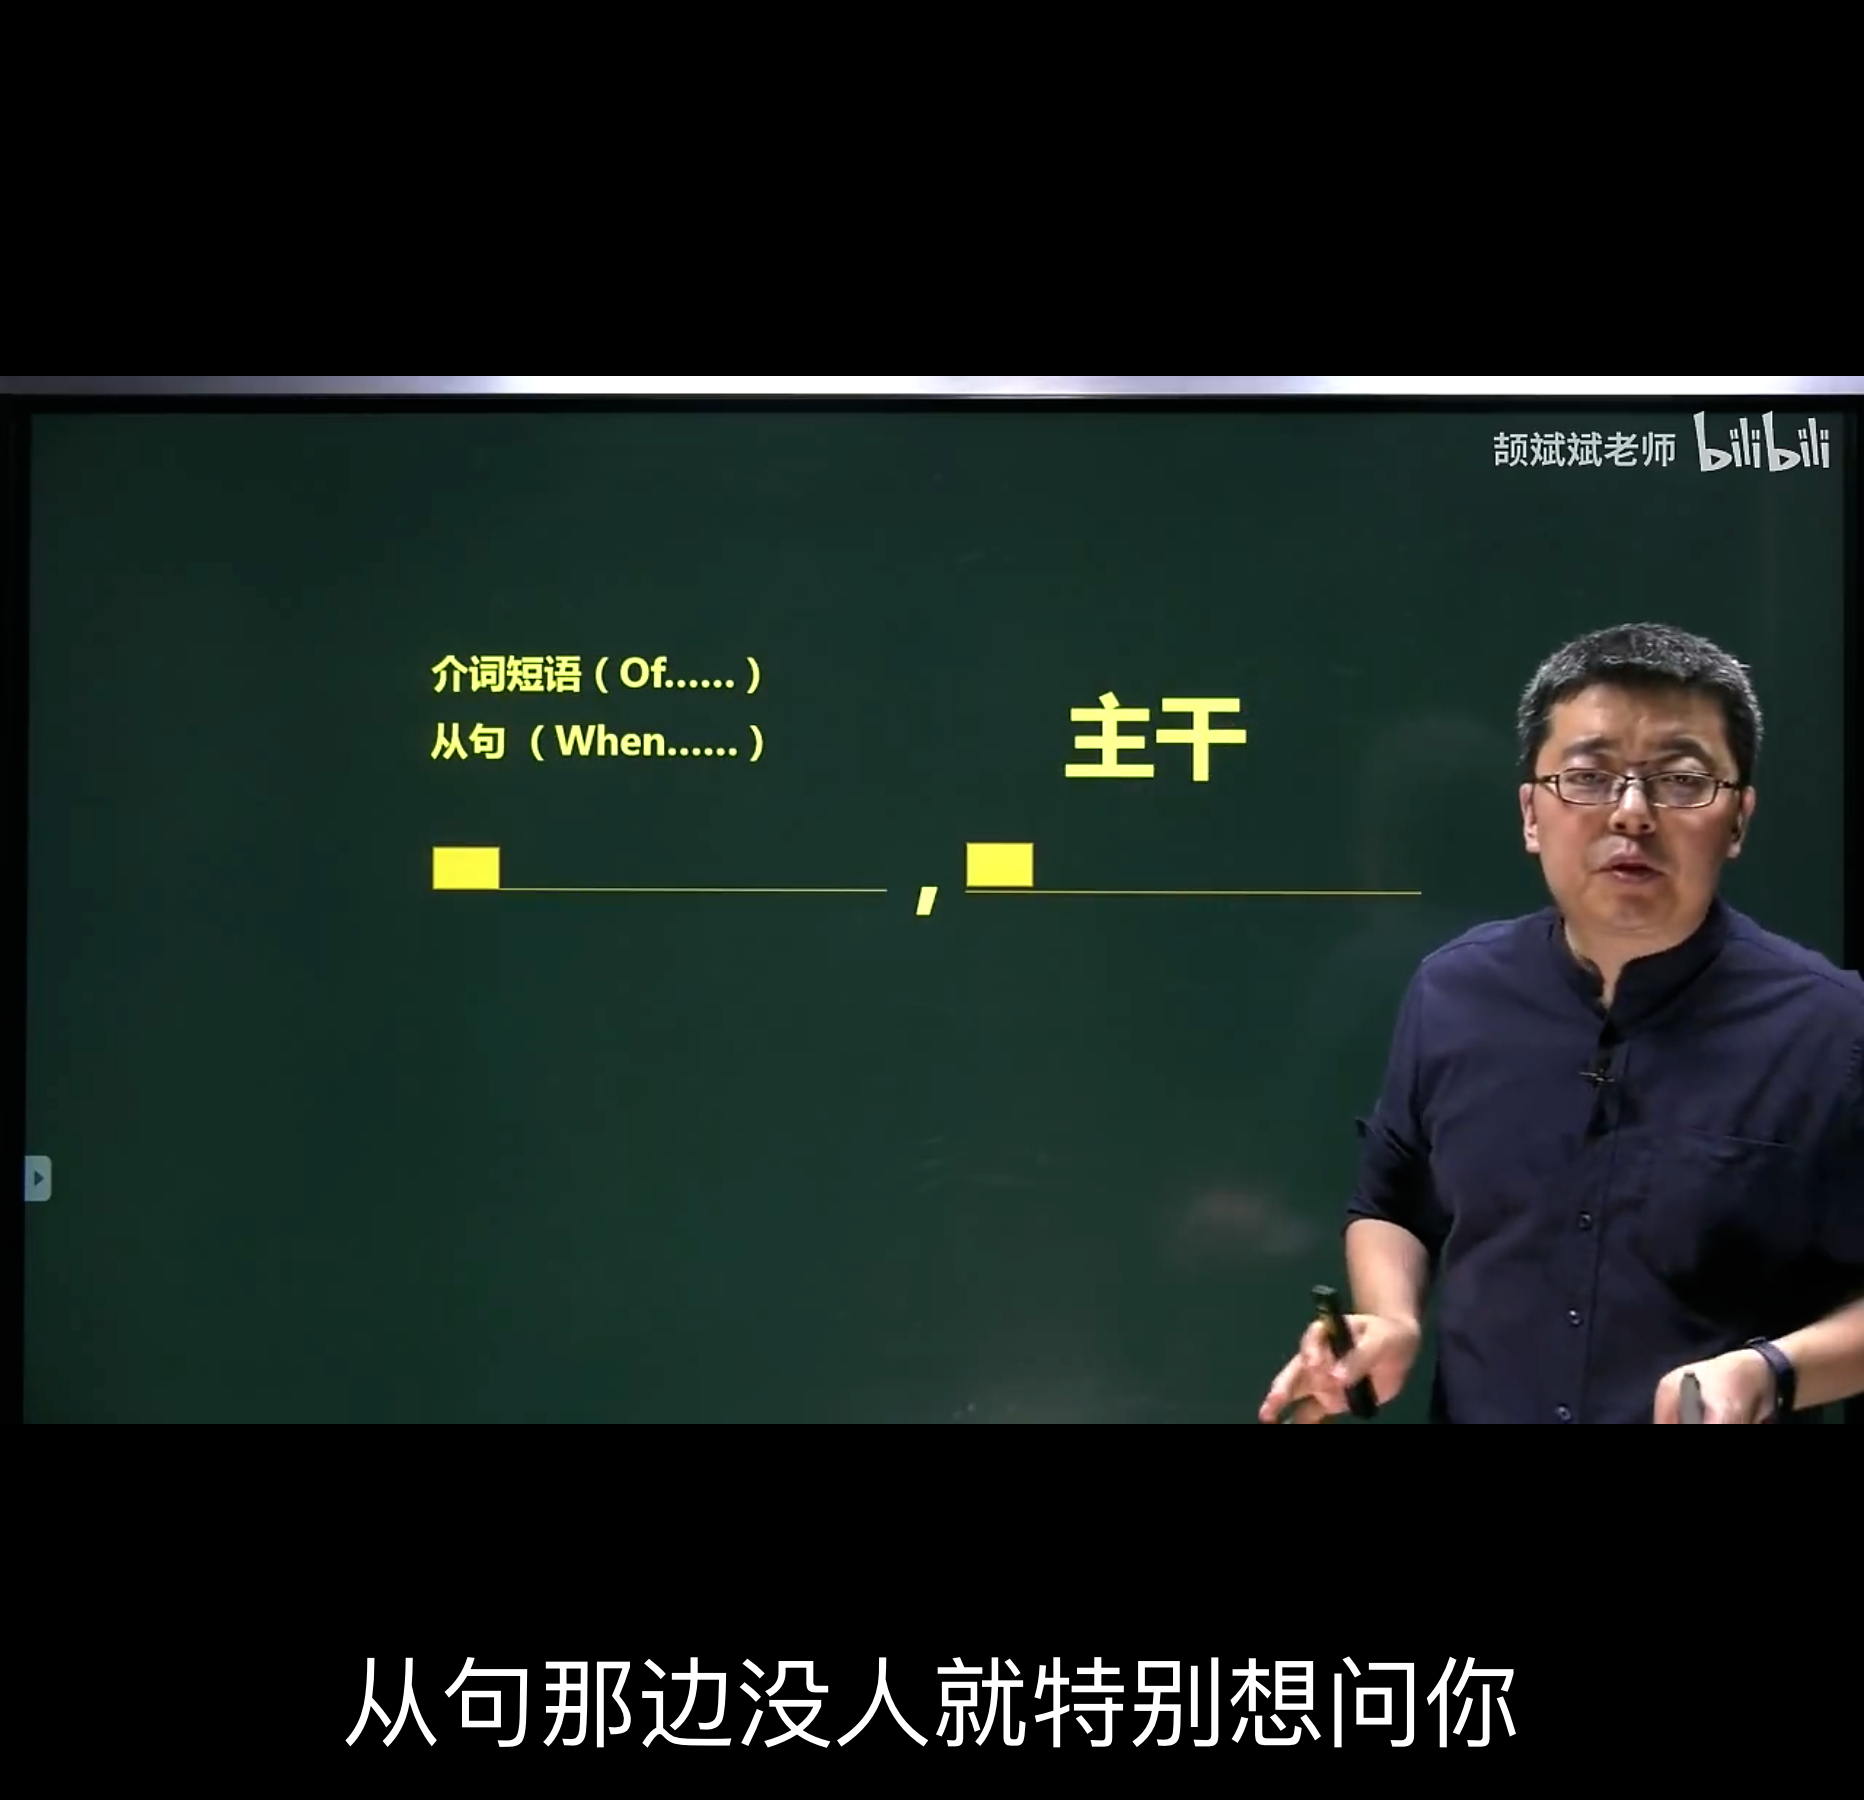 颉斌斌老师 bilibili
介词短语（Of......）
从句（When......）
主干
，
从句那边没人就特别想问你